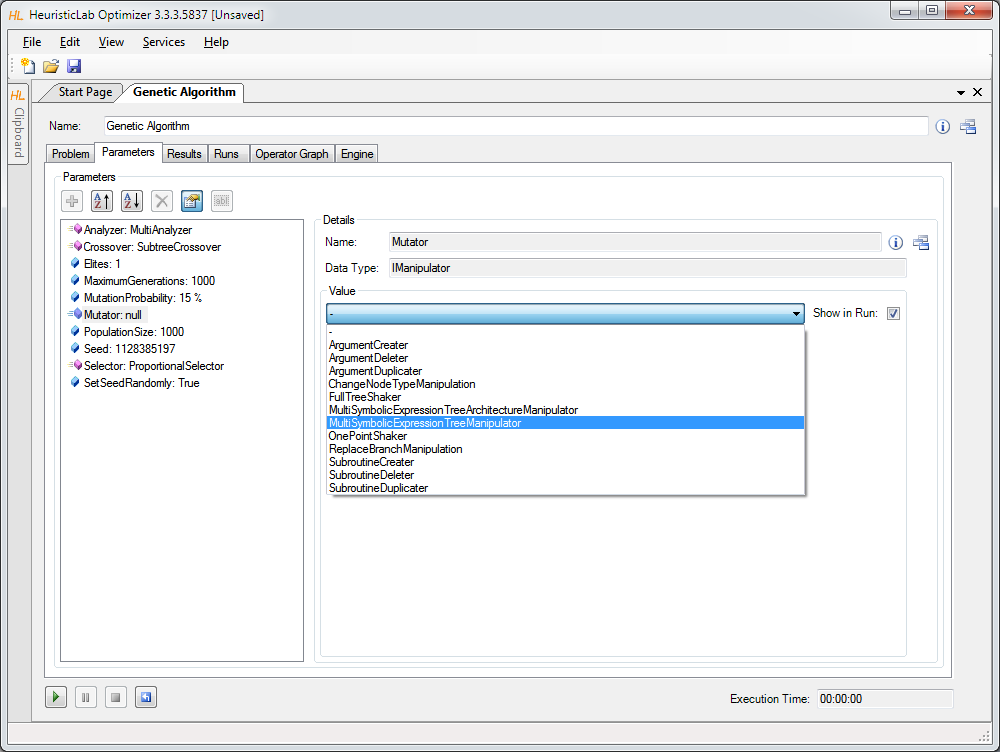 HL HeuristicLab Optimizer 3.3.3.5837 [Unsaved]
File Edit View Services Help
HL Clipboard
Start Page Genetic Algorithm
Name: Genetic Algorithm
Problem Parameters Results Runs Operator Graph Engine
Parameters
Analyzer: MultiAnalyzer
Crossover: SubtreeCrossover
Elites: 1
MaximumGenerations: 1000
MutationProbability: 15 %
Mutator: null
PopulationSize: 1000
Seed: 1128385197
Selector: ProportionalSelector
SetSeedRandomly: True
Details
Name: Mutator
Data Type: IManipulator
Value
- Show in Run:
-
ArgumentCreater
ArgumentDeleter
ArgumentDuplicater
ChangeNodeTypeManipulation
FullTreeShaker
MultiSymbolicExpressionTreeArchitectureManipulator
MultiSymbolicExpressionTreeManipulator
OnePointShaker
ReplaceBranchManipulation
SubroutineCreater
SubroutineDeleter
SubroutineDuplicater
Execution Time: 00:00:00